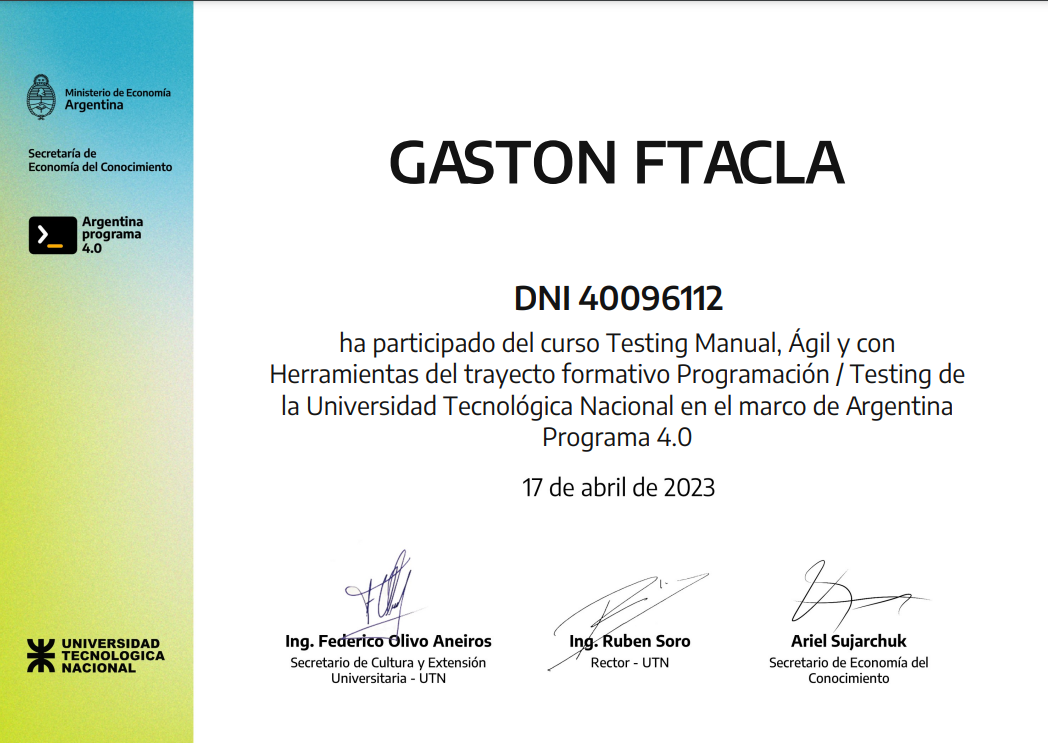 Ministerio de Economía
Argentina
Secretaría de
Economía del Conocimiento
Argentina
programa
4.0
GASTON FTACLA
DNI 40096112
ha participado del curso Testing Manual, Ágil y con
Herramientas del trayecto formativo Programación / Testing de
la Universidad Tecnológica Nacional en el marco de Argentina
Programa 4.0
17 de abril de 2023
Ing. Federico Olivo Aneiros
Secretario de Cultura y Extensión
Universitaria - UTN
Ing. Ruben Soro
Rector - UTN
Ariel Sujarchuk
Secretario de Economía del
Conocimiento
UNIVERSIDAD
TECNOLOGICA
NACIONAL